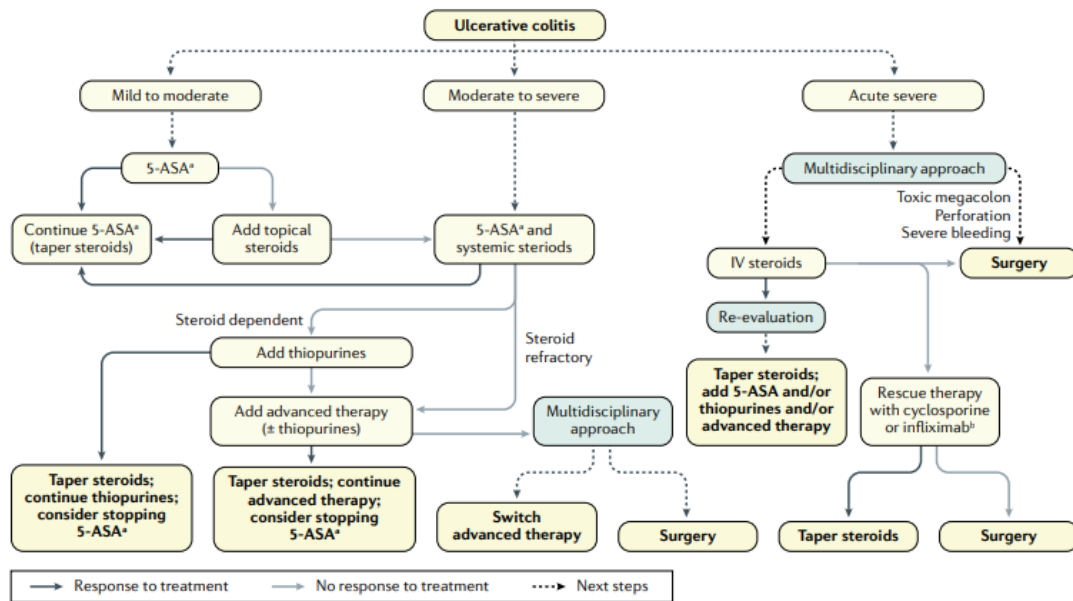 Ulcerative colitis
Mild to moderate
Moderate to severe
Acute severe
5-ASAᵃ
Multidisciplinary approach
Toxic megacolon
Perforation
Severe bleeding
Continue 5-ASAᵃ
(taper steroids)
Add topical
steroids
5-ASAᵃ and
systemic steriods
IV steroids
Surgery
Steroid dependent
Steroid
refractory
Re-evaluation
Add thiopurines
Taper steroids;
add 5-ASA and/or
thiopurines and/or
advanced therapy
Rescue therapy
with cyclosporine
or infliximabᵇ
Add advanced therapy
(± thiopurines)
Multidisciplinary
approach
Taper steroids;
continue thiopurines;
consider stopping
5-ASAᵃ
Taper steroids; continue
advanced therapy;
consider stopping
5-ASAᵃ
Switch
advanced therapy
Surgery
Taper steroids
Surgery
Response to treatment
No response to treatment
Next steps